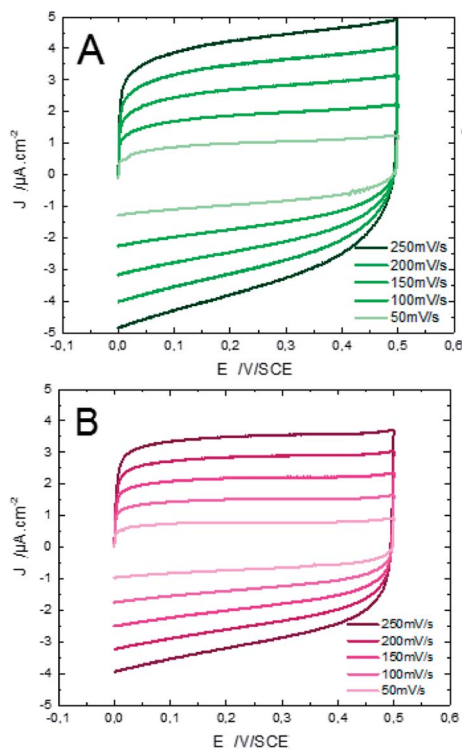 A
5
4
3
2
1
0
-1
-2
-3
-4
-5
J /µA.cm⁻²
250mV/s
200mV/s
150mV/s
100mV/s
50mV/s
-0,1 0,0 0,1 0,2 0,3 0,4 0,5 0,6
E /V/SCE
B
5
4
3
2
1
0
-1
-2
-3
-4
-5
J /µA.cm⁻²
250mV/s
200mV/s
150mV/s
100mV/s
50mV/s
-0,1 0,0 0,1 0,2 0,3 0,4 0,5 0,6
E /V/SCE